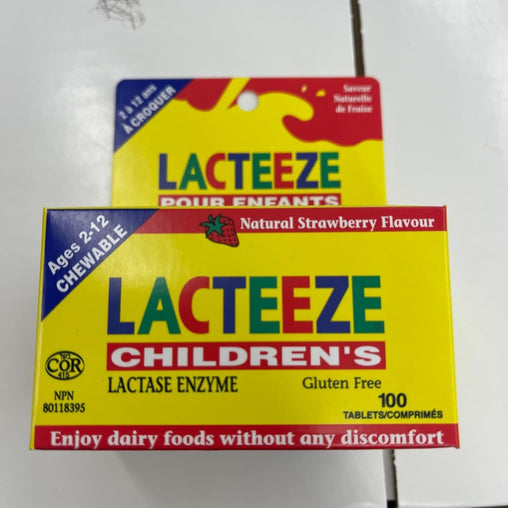 2 à 12 ans
À CROQUER
Saveur
Naturelle
de Fraise
LACTEEZE
POUR ENFANTS
Ages 2-12
CHEWABLE
Natural Strawberry Flavour
LACTEEZE
CHILDREN'S
LACTASE ENZYME
Gluten Free
COR
NPN
80118395
100
TABLETS/COMPRIMÉS
Enjoy dairy foods without any discomfort